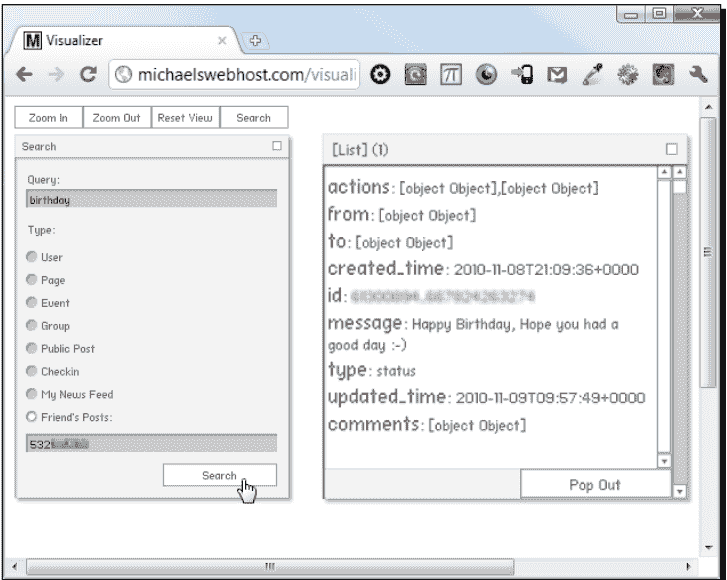 Visualizer
michaelswebhost.com/visuali
Zoom In Zoom Out Reset View Search
Search
Query:
birthday
Type:
User
Page
Event
Group
Public Post
Checkin
My News Feed
Friend's Posts:
532
Search
[List] (1)
actions: [object Object],[object Object]
from: [object Object]
to: [object Object]
created_time: 2010-11-08T21:09:36+0000
id:
message: Happy Birthday, Hope you had a
good day :-)
type: status
updated_time: 2010-11-09T09:57:49+0000
comments: [object Object]
Pop Out